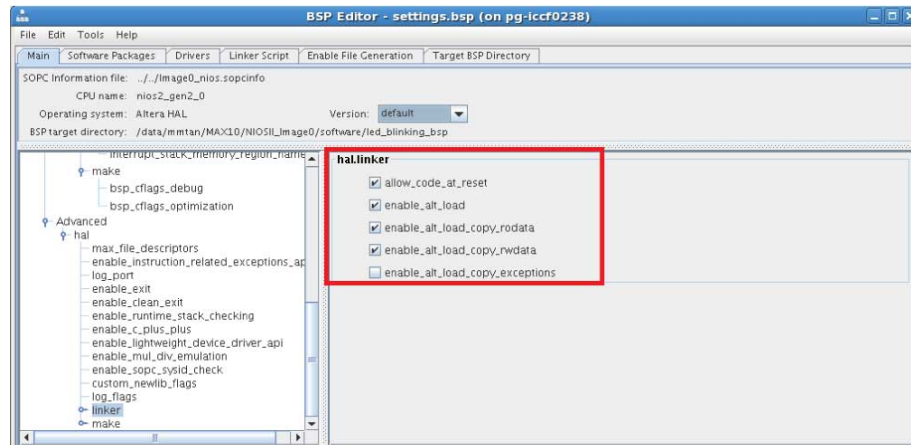 BSP Editor - settings.bsp (on pg-iccf0238)
File Edit Tools Help
Main Software Packages Drivers Linker Script Enable File Generation Target BSP Directory
SOPC Information file: ../../Image0_nios.sopcinfo
CPU name: nios2_gen2_0
Operating system: Altera HAL Version: default
BSP target directory: /data/mmtan/MAX10/NIOSII_Image0/software/led_blinking_bsp
interrupt_stack_memory_region_name
make
bsp_cflags_debug
bsp_cflags_optimization
Advanced
hal
max_file_descriptors
enable_instruction_related_exceptions_ap
log_port
enable_exit
enable_clean_exit
enable_runtime_stack_checking
enable_c_plus_plus
enable_lightweight_device_driver_api
enable_mul_div_emulation
enable_sopc_sysid_check
custom_newlib_flags
log_flags
linker
make
hal.linker
allow_code_at_reset
enable_alt_load
enable_alt_load_copy_rodata
enable_alt_load_copy_rwdata
enable_alt_load_copy_exceptions